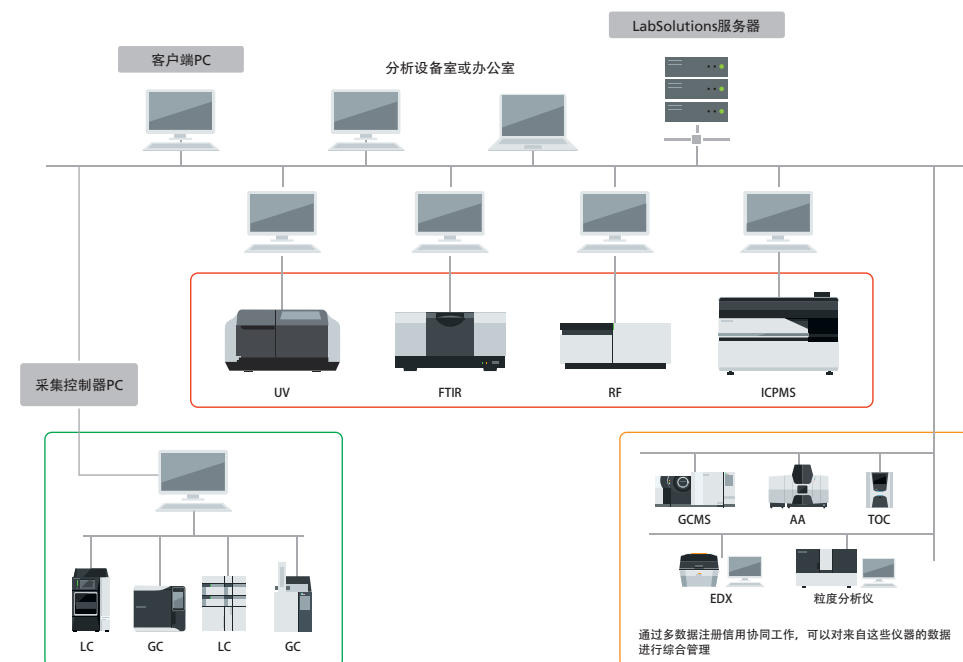 LabSolutions服务器
客户端PC
分析设备室或办公室
UV
FTIR
RF
ICPMS
采集控制器PC
GCMS
AA
TOC
EDX
粒度分析仪
LC
GC
LC
GC
通过多数据注册信用协同工作，可以对来自这些仪器的数据
进行综合管理